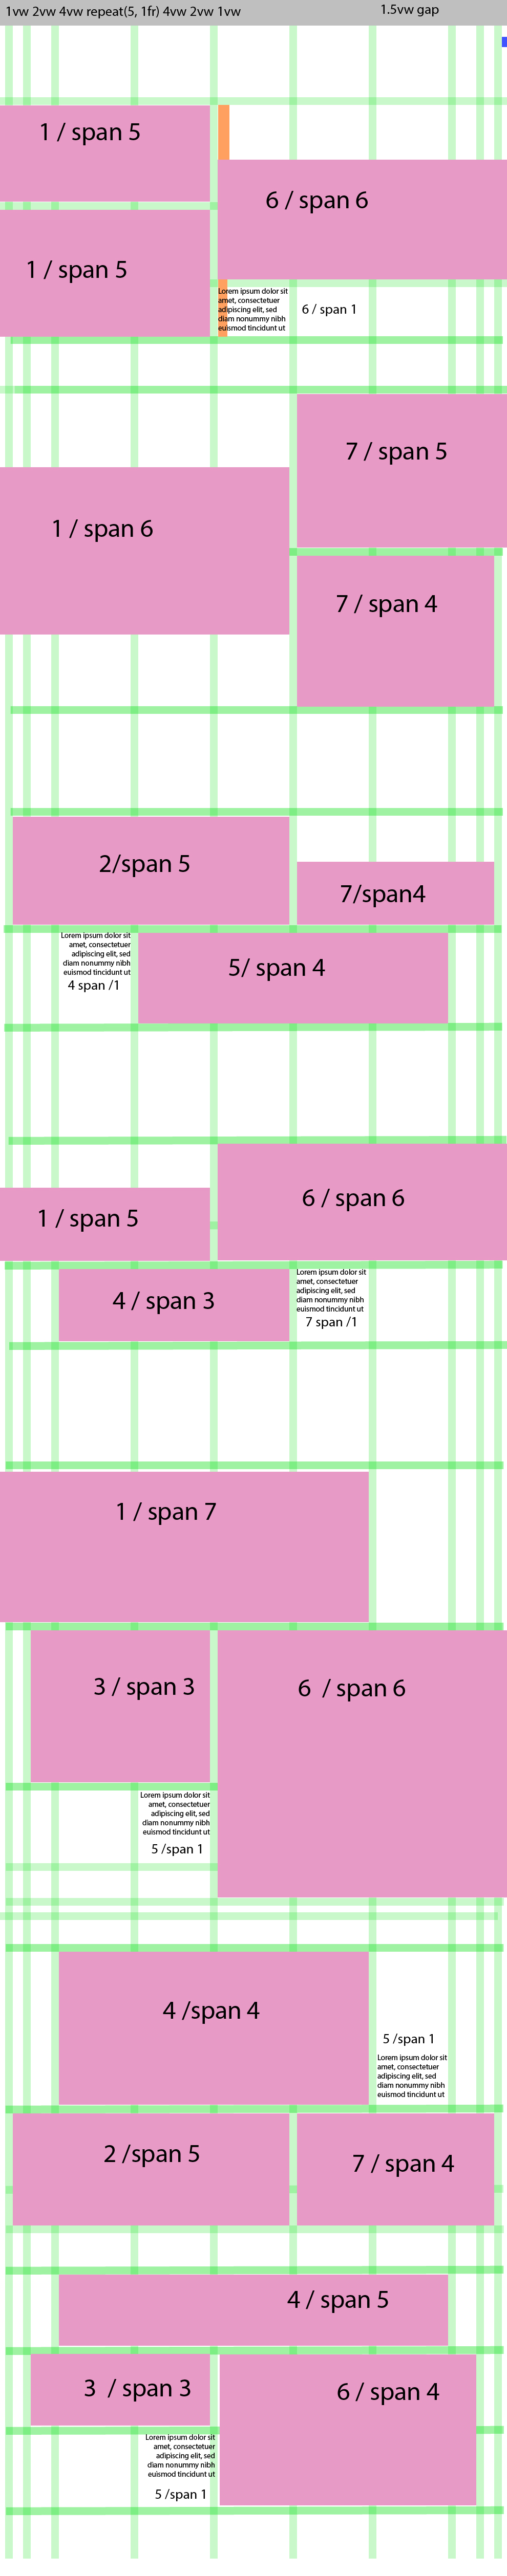 1vw 2vw 4vw repeat(5, 1fr) 4vw 2vw 1vw
1.5vw gap
1 / span 5
6 / span 6
1 / span 5
Lorem ipsum dolor sit
amet, consectetuer
adipiscing elit, sed
diam nonummy nibh
euismod tincidunt ut
6 / span 1
7 / span 5
1 / span 6
7 / span 4
2/span 5
7/span4
Lorem ipsum dolor sit
amet, consectetuer
adipiscing elit, sed
diam nonummy nibh
euismod tincidunt ut
4 span /1
5/ span 4
6 / span 6
1 / span 5
4 / span 3
Lorem ipsum dolor sit
amet, consectetuer
adipiscing elit, sed
diam nonummy nibh
euismod tincidunt ut
7 span /1
1 / span 7
3 / span 3
6 / span 6
Lorem ipsum dolor sit
amet, consectetuer
adipiscing elit, sed
diam nonummy nibh
euismod tincidunt ut
5 /span 1
4 /span 4
5 /span 1
Lorem ipsum dolor sit
amet, consectetuer
adipiscing elit, sed
diam nonummy nibh
euismod tincidunt ut
2 /span 5
7 / span 4
4 / span 5
3 / span 3
6 / span 4
Lorem ipsum dolor sit
amet, consectetuer
adipiscing elit, sed
diam nonummy nibh
euismod tincidunt ut
5 /span 1